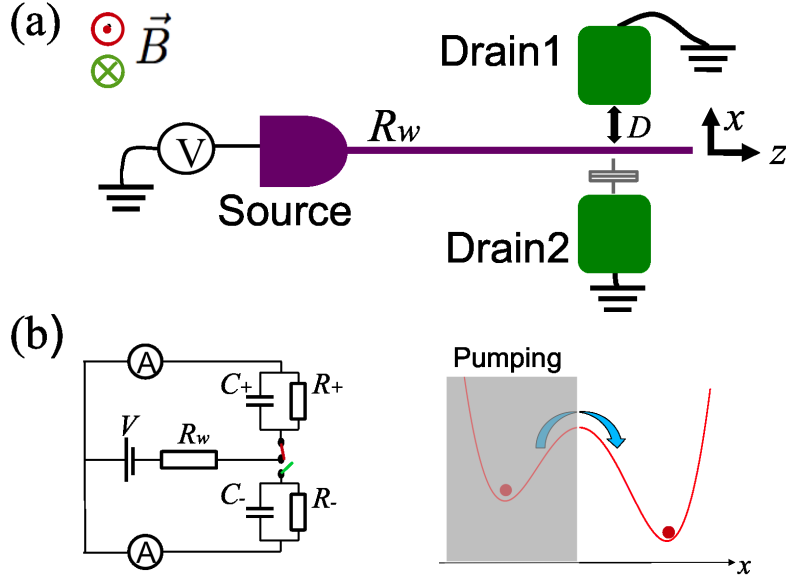 (a)
B
Drain1
V
Rw
D
x
z
Source
Drain2
(b)
Pumping
A
C+
R+
V
Rw
C-
R-
A
x